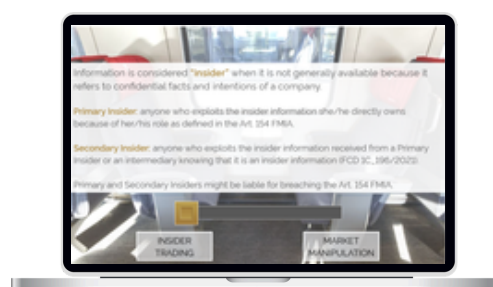 Information is considered "insider" when it is not generally available because it
refers to confidential facts and intentions of a company.
Primary Insider: anyone who exploits the insider information she/he directly owns
because of her/his role as defined in the Art. 154 FMIA.
Secondary Insider: anyone who exploits the insider information received from a Primary
Insider or an intermediary knowing that it is an insider information (FCD 1C_196/2021).
Primary and Secondary Insiders might be liable for breaching the Art. 154 FMIA.
INSIDER
TRADING
MARKET
MANIPULATION